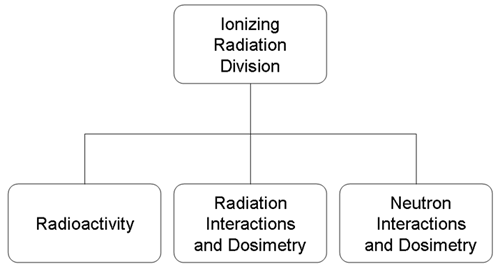 Ionizing
Radiation
Division
Radioactivity
Radiation
Interactions
and Dosimetry
Neutron
Interactions
and Dosimetry